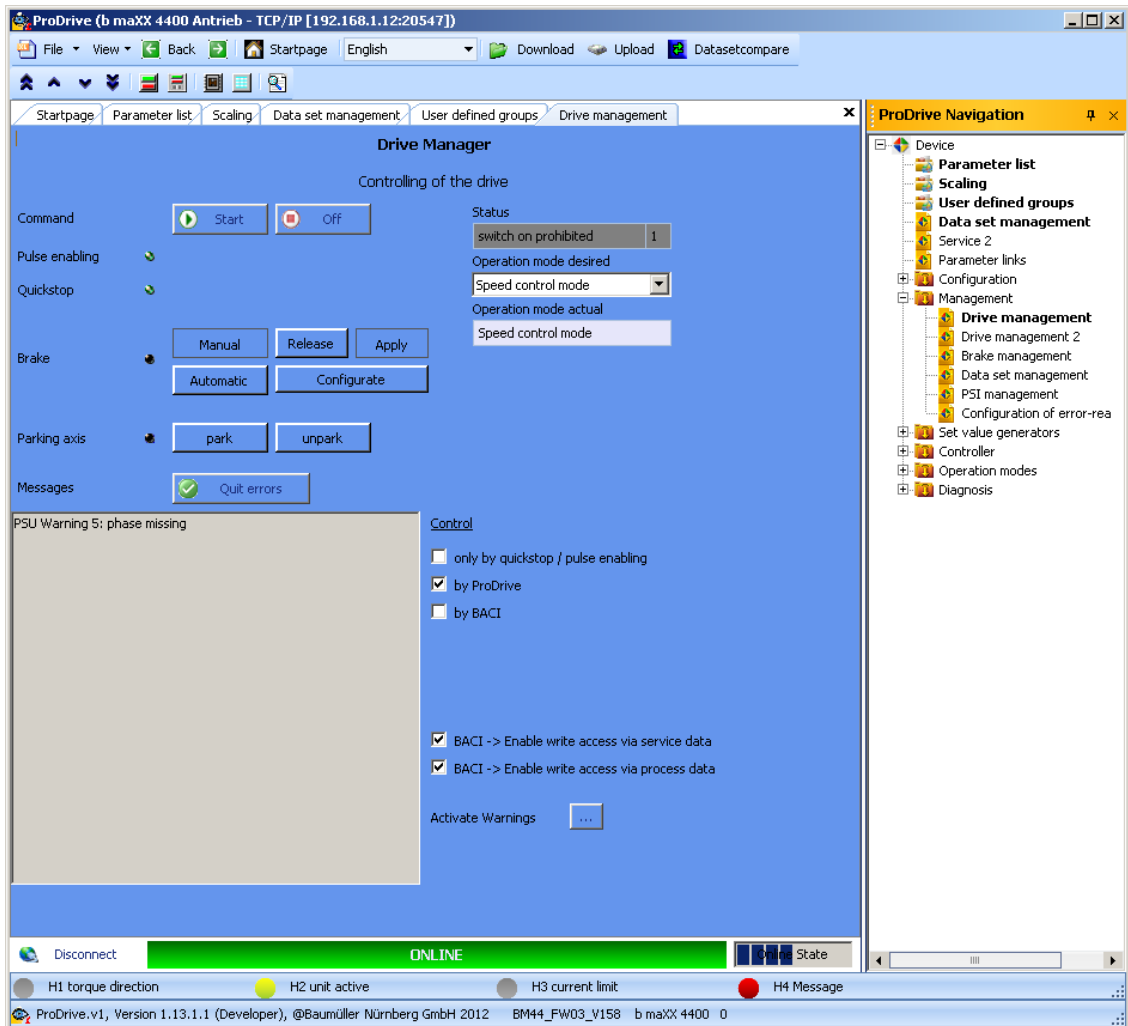 ProDrive (b maXX 4400 Antrieb - TCP/IP [192.168.1.12:20547])
File View Back Startpage English Download Upload Datasetcompare
Startpage Parameter list Scaling Data set management User defined groups Drive management
Drive Manager
Controlling of the drive
Command Start Off
Status
switch on prohibited 1
Pulse enabling
Operation mode desired
Quickstop
Speed control mode
Operation mode actual
Speed control mode
Brake
Manual Release Apply
Automatic Configurate
Parking axis park unpark
Messages Quit errors
PSU Warning 5: phase missing
Control
only by quickstop / pulse enabling
by ProDrive
by BACI
BACI -> Enable write access via service data
BACI -> Enable write access via process data
Activate Warnings ...
ProDrive Navigation
Device
Parameter list
Scaling
User defined groups
Data set management
Service 2
Parameter links
Configuration
Management
Drive management
Drive management 2
Brake management
Data set management
PSI management
Configuration of error-rea
Set value generators
Controller
Operation modes
Diagnosis
Disconnect ONLINE Online State
H1 torque direction H2 unit active H3 current limit H4 Message
ProDrive.v1, Version 1.13.1.1 (Developer), @Baumüller Nürnberg GmbH 2012 BM44_FW03_V158 b maXX 4400 0